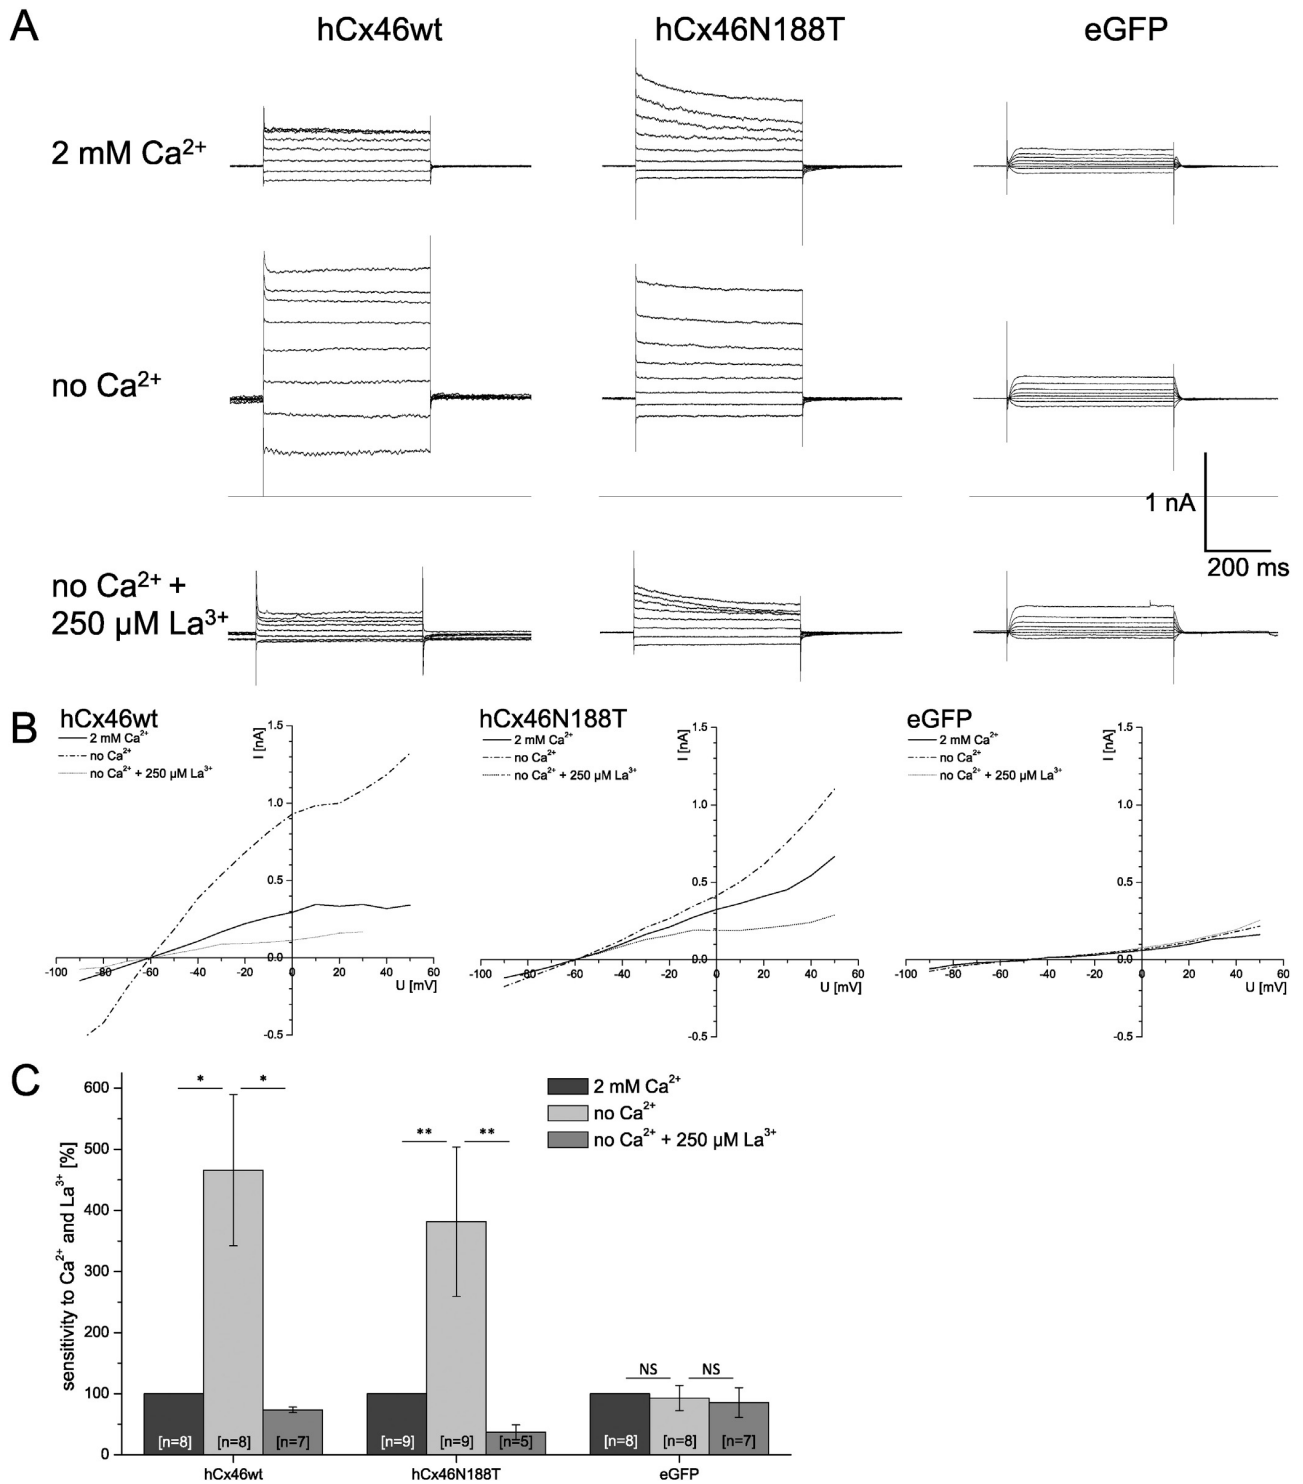 A
hCx46wt hCx46N188T eGFP
2 mM Ca²⁺
no Ca²⁺
1 nA
200 ms
no Ca²⁺ +
250 µM La³⁺
B
hCx46wt
2 mM Ca²⁺
no Ca²⁺
no Ca²⁺ + 250 µM La³⁺
I [nA]
1.5
1.0
0.5
0.0
-0.5
-100 -80 -60 -40 -20 0 20 40 60
U [mV]
hCx46N188T
2 mM Ca²⁺
no Ca²⁺
no Ca²⁺ + 250 µM La³⁺
I [nA]
1.5
1.0
0.5
0.0
-0.5
-100 -80 -60 -40 -20 0 20 40 60
U [mV]
eGFP
2 mM Ca²⁺
no Ca²⁺
no Ca²⁺ + 250 µM La³⁺
I [nA]
1.5
1.0
0.5
0.0
-0.5
-100 -80 -60 -40 -20 0 20 40 60
U [mV]
C
sensitivity to Ca²⁺ and La³⁺ [%]
600
500
400
300
200
100
0
* *
** **
NS NS
2 mM Ca²⁺
no Ca²⁺
no Ca²⁺ + 250 µM La³⁺
[n=8] [n=8] [n=7] [n=9] [n=9] [n=5] [n=8] [n=8] [n=7]
hCx46wt hCx46N188T eGFP